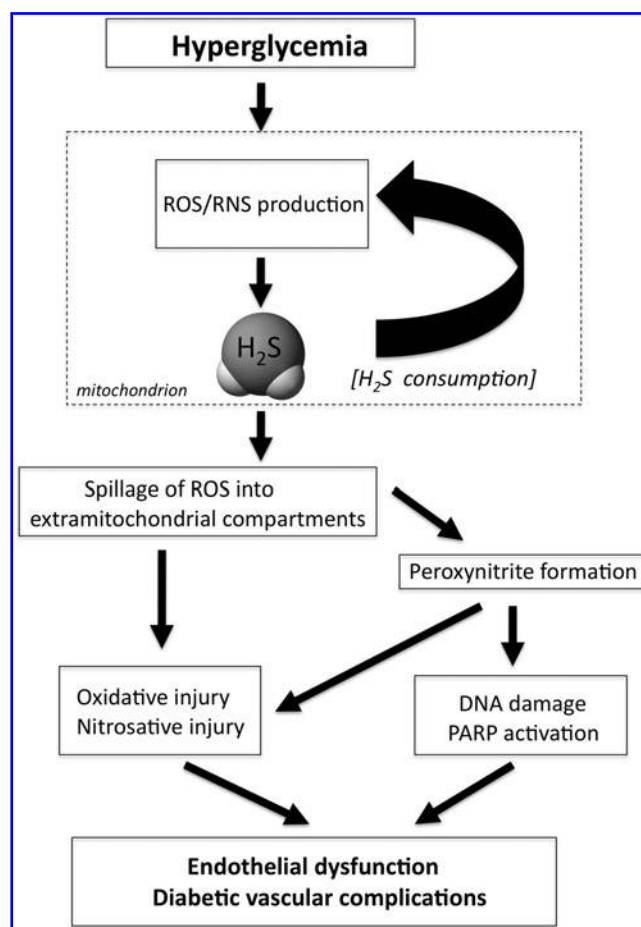 Hyperglycemia
ROS/RNS production
H₂S
mitochondrion
[H₂S consumption]
Spillage of ROS into
extramitochondrial compartments
Peroxynitrite formation
Oxidative injury
Nitrosative injury
DNA damage
PARP activation
Endothelial dysfunction
Diabetic vascular complications